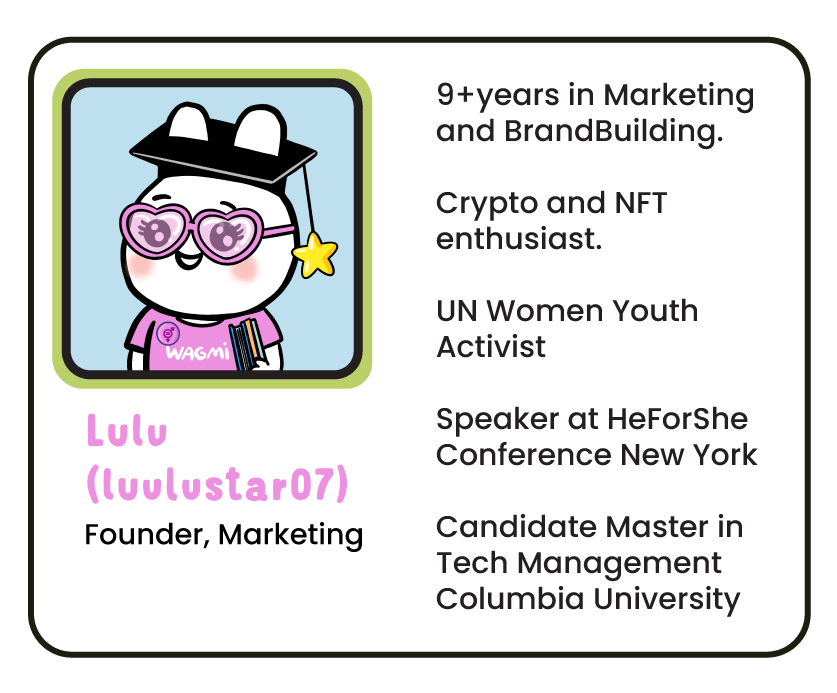 WAGMi
Lulu
(luulustar07)
Founder, Marketing
9+years in Marketing
and BrandBuilding.
Crypto and NFT
enthusiast.
UN Women Youth
Activist
Speaker at HeForShe
Conference New York
Candidate Master in
Tech Management
Columbia University